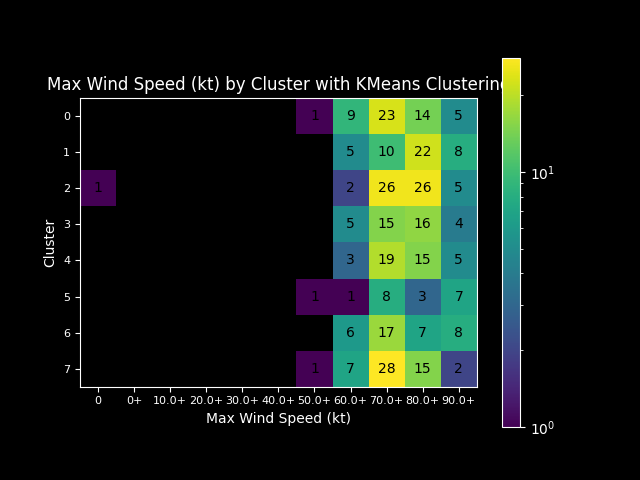 Max Wind Speed (kt) by Cluster with KMeans Clustering
0 1 9 23 14 5
1 5 10 22 8
2 1 2 26 26 5
3 5 15 16 4
4 3 19 15 5
5 1 1 8 3 7
6 6 17 7 8
7 1 7 28 15 2
Cluster
0 0+ 10.0+ 20.0+ 30.0+ 40.0+ 50.0+ 60.0+ 70.0+ 80.0+ 90.0+
Max Wind Speed (kt)
10¹
10⁰